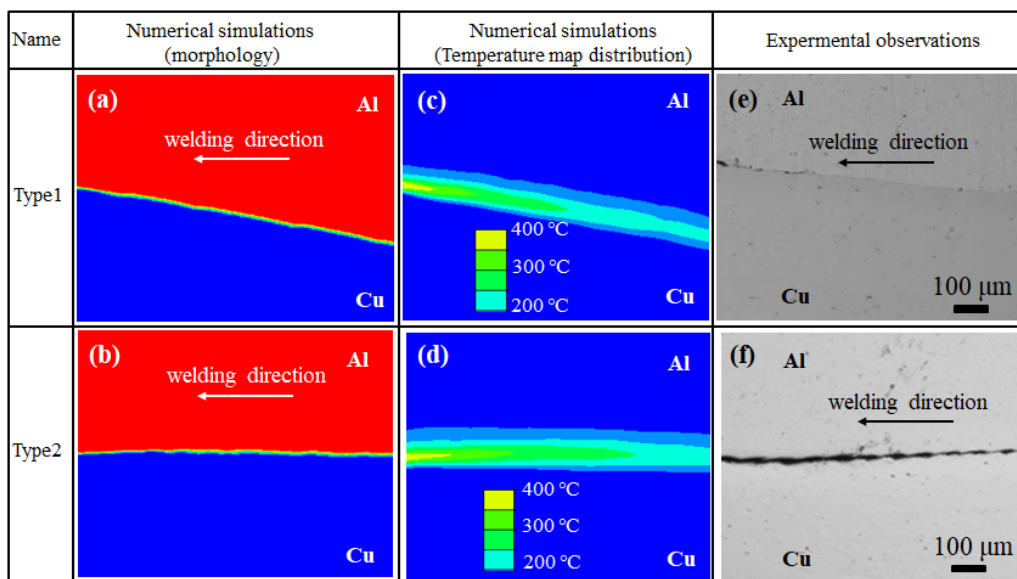 Name
Numerical simulations
(morphology)
Numerical simulations
(Temperature map distribution)
Expermental observations
Type1
(a)
Al
welding direction
Cu
(c)
Al
400 °C
300 °C
200 °C
Cu
(e)
Al
welding direction
Cu
100 μm
Type2
(b)
Al
welding direction
Cu
(d)
Al
400 °C
300 °C
200 °C
Cu
(f)
Al
welding direction
Cu
100 μm